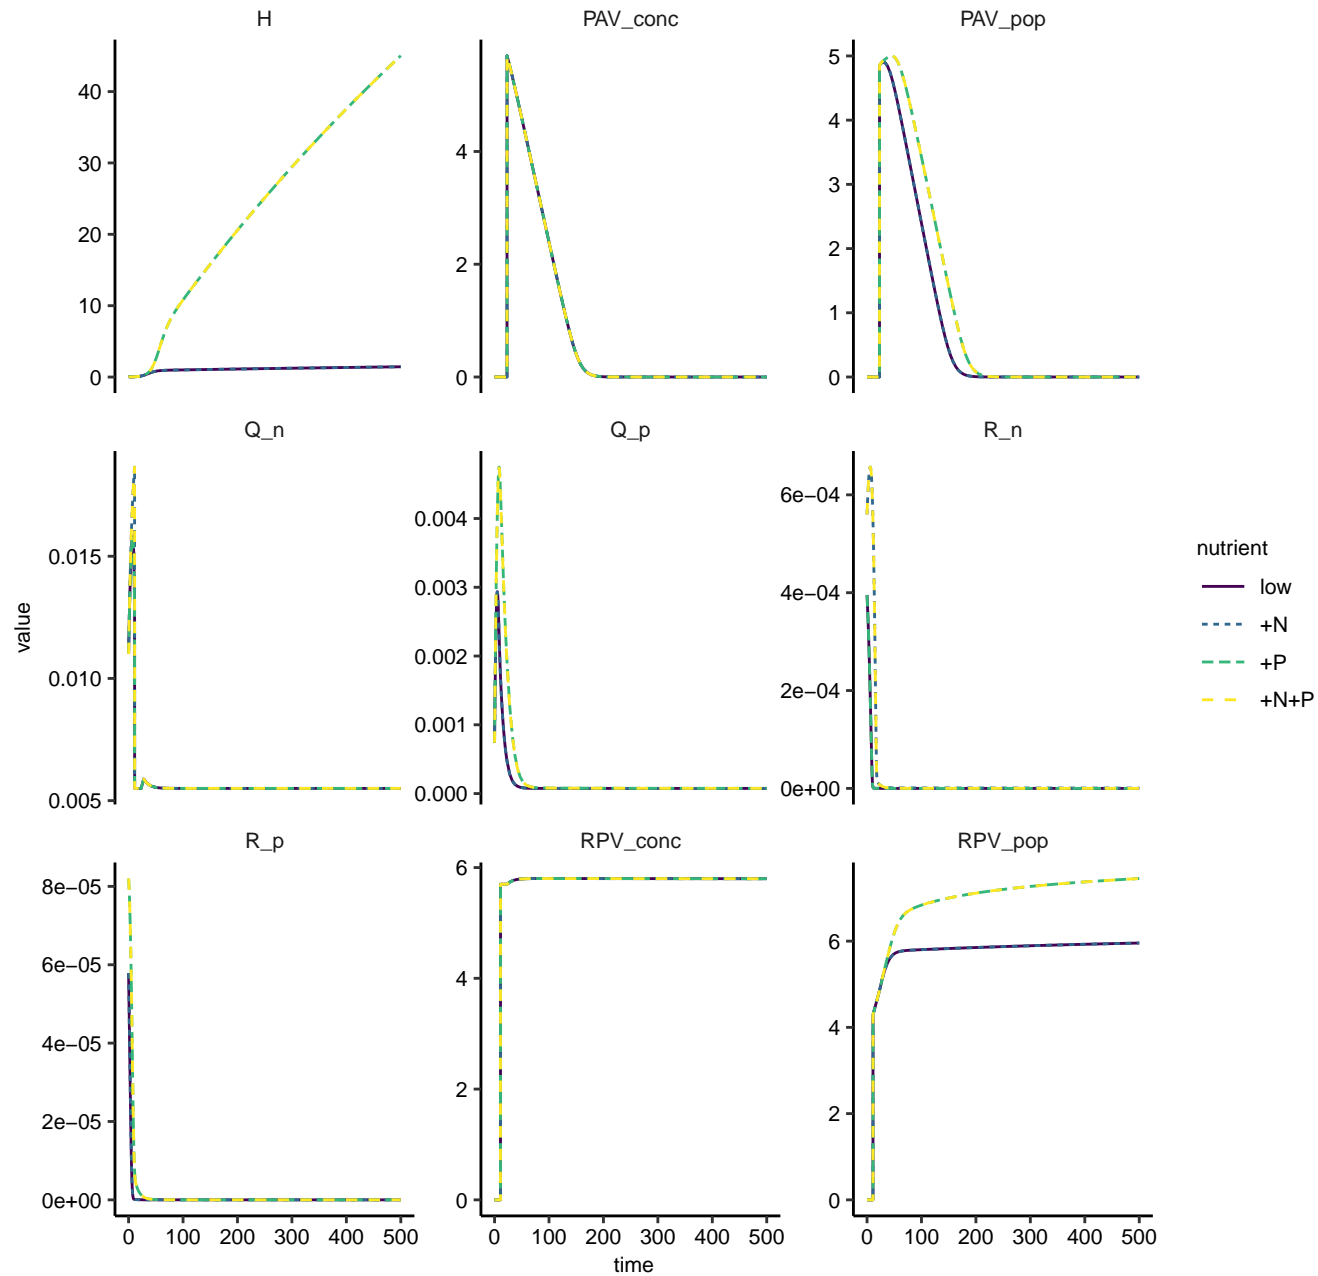 H
PAV_conc
PAV_pop
40
30
20
10
0
4
2
0
5
4
3
2
1
0
Q_n
Q_p
R_n
0.015
0.010
0.005
0.004
0.003
0.002
0.001
0.000
6e−04
4e−04
2e−04
0e+00
R_p
RPV_conc
RPV_pop
8e−05
6e−05
4e−05
2e−05
0e+00
6
4
2
0
6
4
2
0
0 100 200 300 400 500
0 100 200 300 400 500
0 100 200 300 400 500
time
value
nutrient
low
+N
+P
+N+P